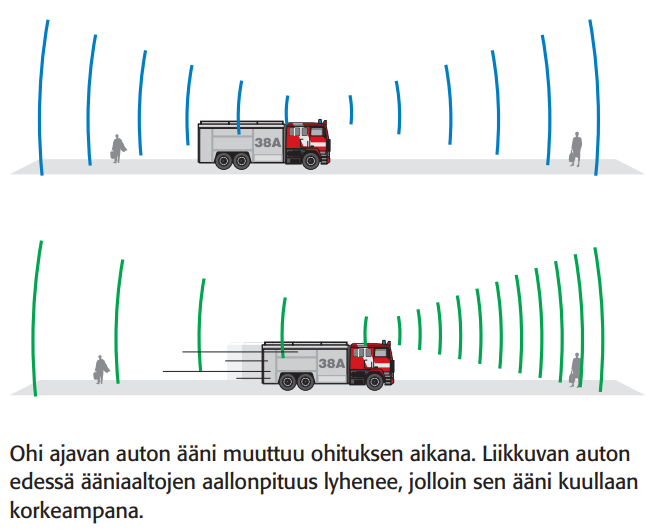 38A
38A
Ohi ajavan auton ääni muuttuu ohituksen aikana. Liikkuvan auton
edessä ääniaaltojen aallonpituus lyhenee, jolloin sen ääni kuullaan
korkeampana.